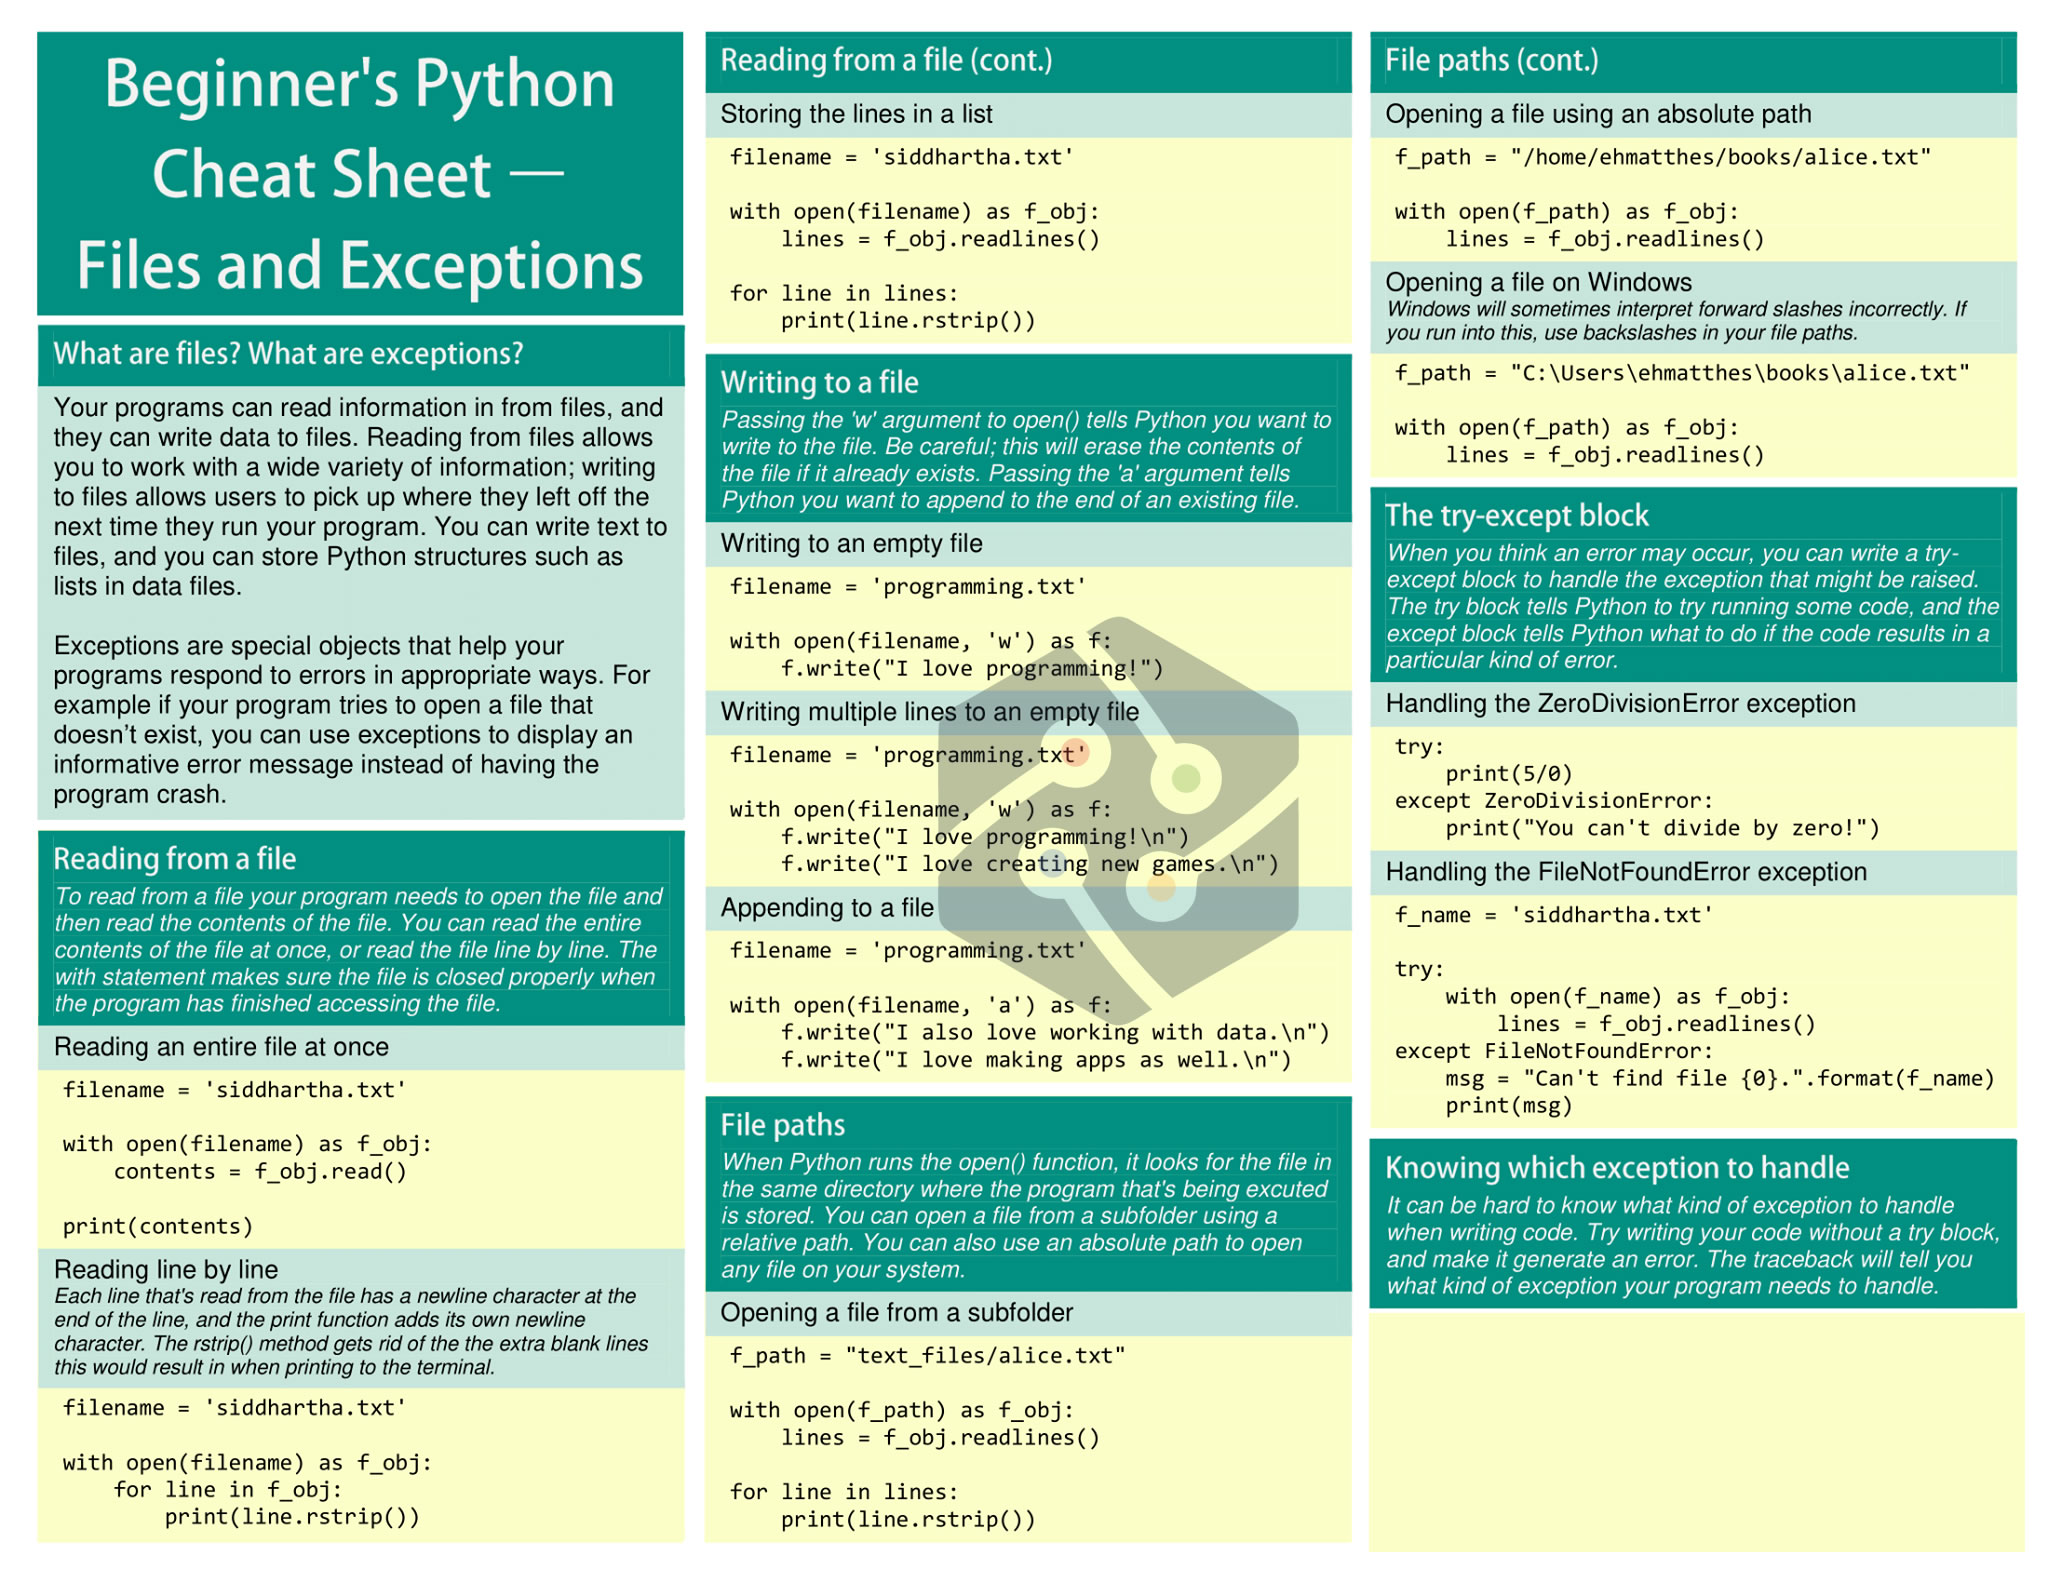 Beginner's Python
Cheat Sheet —
Files and Exceptions
What are files? What are exceptions?
Your programs can read information in from files, and
they can write data to files. Reading from files allows
you to work with a wide variety of information; writing
to files allows users to pick up where they left off the
next time they run your program. You can write text to
files, and you can store Python structures such as
lists in data files.
Exceptions are special objects that help your
programs respond to errors in appropriate ways. For
example if your program tries to open a file that
doesn’t exist, you can use exceptions to display an
informative error message instead of having the
program crash.
Reading from a file
To read from a file your program needs to open the file and
then read the contents of the file. You can read the entire
contents of the file at once, or read the file line by line. The
with statement makes sure the file is closed properly when
the program has finished accessing the file.
Reading an entire file at once
filename = 'siddhartha.txt'
with open(filename) as f_obj:
    contents = f_obj.read()
print(contents)
Reading line by line
Each line that's read from the file has a newline character at the
end of the line, and the print function adds its own newline
character. The rstrip() method gets rid of the the extra blank lines
this would result in when printing to the terminal.
filename = 'siddhartha.txt'
with open(filename) as f_obj:
    for line in f_obj:
        print(line.rstrip())
Reading from a file (cont.)
Storing the lines in a list
filename = 'siddhartha.txt'
with open(filename) as f_obj:
    lines = f_obj.readlines()
for line in lines:
    print(line.rstrip())
Writing to a file
Passing the 'w' argument to open() tells Python you want to
write to the file. Be careful; this will erase the contents of
the file if it already exists. Passing the 'a' argument tells
Python you want to append to the end of an existing file.
Writing to an empty file
filename = 'programming.txt'
with open(filename, 'w') as f:
    f.write("I love programming!")
Writing multiple lines to an empty file
filename = 'programming.txt'
with open(filename, 'w') as f:
    f.write("I love programming!\n")
    f.write("I love creating new games.\n")
Appending to a file
filename = 'programming.txt'
with open(filename, 'a') as f:
    f.write("I also love working with data.\n")
    f.write("I love making apps as well.\n")
File paths
When Python runs the open() function, it looks for the file in
the same directory where the program that's being excuted
is stored. You can open a file from a subfolder using a
relative path. You can also use an absolute path to open
any file on your system.
Opening a file from a subfolder
f_path = "text_files/alice.txt"
with open(f_path) as f_obj:
    lines = f_obj.readlines()
for line in lines:
    print(line.rstrip())
File paths (cont.)
Opening a file using an absolute path
f_path = "/home/ehmatthes/books/alice.txt"
with open(f_path) as f_obj:
    lines = f_obj.readlines()
Opening a file on Windows
Windows will sometimes interpret forward slashes incorrectly. If
you run into this, use backslashes in your file paths.
f_path = "C:\Users\ehmatthes\books\alice.txt"
with open(f_path) as f_obj:
    lines = f_obj.readlines()
The try-except block
When you think an error may occur, you can write a try-
except block to handle the exception that might be raised.
The try block tells Python to try running some code, and the
except block tells Python what to do if the code results in a
particular kind of error.
Handling the ZeroDivisionError exception
try:
    print(5/0)
except ZeroDivisionError:
    print("You can't divide by zero!")
Handling the FileNotFoundError exception
f_name = 'siddhartha.txt'
try:
    with open(f_name) as f_obj:
        lines = f_obj.readlines()
except FileNotFoundError:
    msg = "Can't find file {0}.".format(f_name)
    print(msg)
Knowing which exception to handle
It can be hard to know what kind of exception to handle
when writing code. Try writing your code without a try block,
and make it generate an error. The traceback will tell you
what kind of exception your program needs to handle.